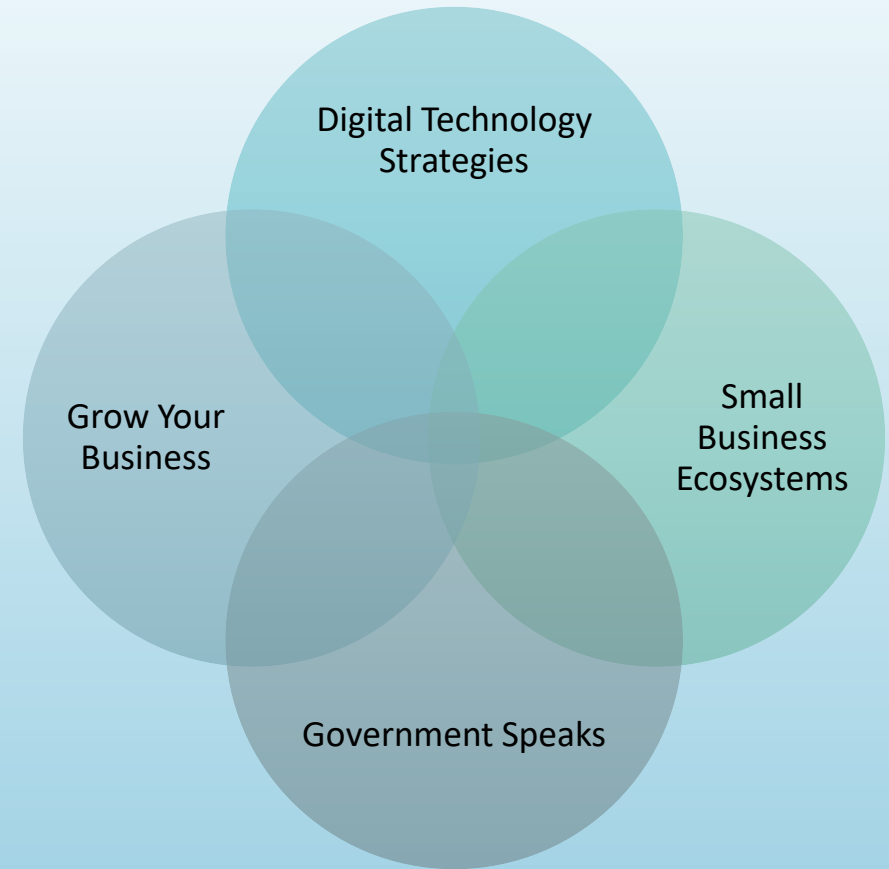 Digital Technology
Strategies
Grow Your
Business
Small
Business
Ecosystems
Government Speaks